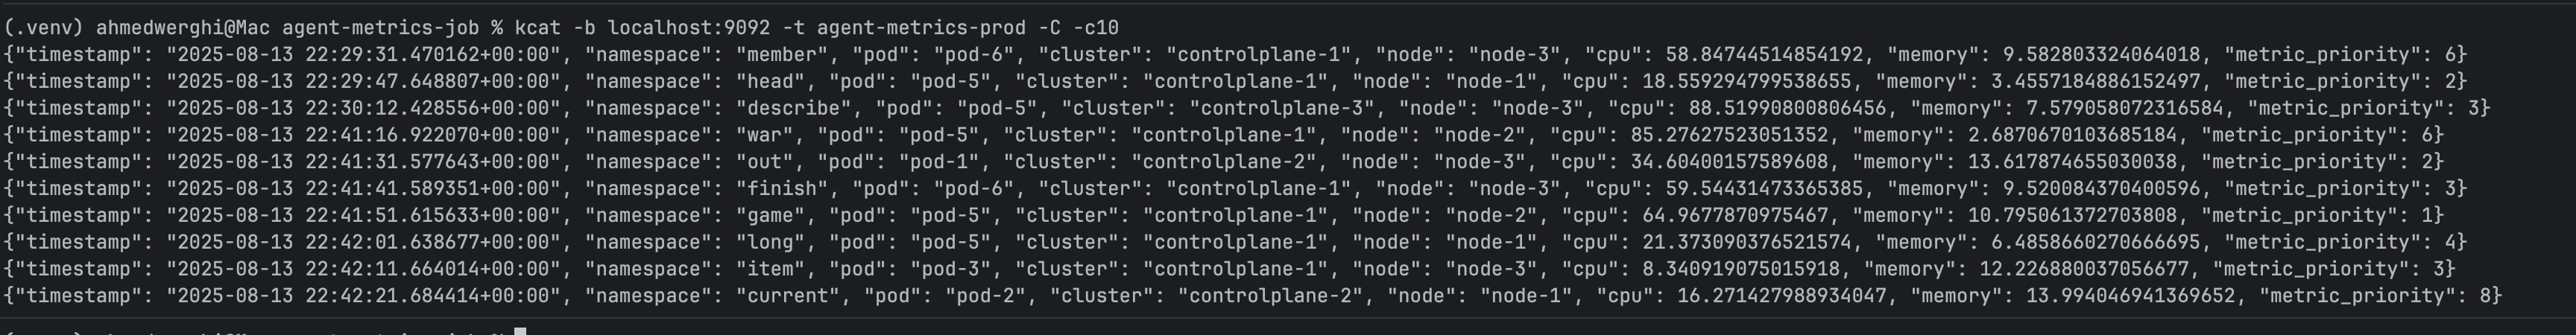 (.venv) ahmedwerghi@Mac agent-metrics-job % kcat -b localhost:9092 -t agent-metrics-prod -C -c10
{"timestamp": "2025-08-13 22:29:31.470162+00:00", "namespace": "member", "pod": "pod-6", "cluster": "controlplane-1", "node": "node-3", "cpu": 58.84744514854192, "memory": 9.582803324064018, "metric_priority": 6}
{"timestamp": "2025-08-13 22:29:47.648807+00:00", "namespace": "head", "pod": "pod-5", "cluster": "controlplane-1", "node": "node-1", "cpu": 18.559294799538655, "memory": 3.4557184886152497, "metric_priority": 2}
{"timestamp": "2025-08-13 22:30:12.428556+00:00", "namespace": "describe", "pod": "pod-5", "cluster": "controlplane-3", "node": "node-3", "cpu": 88.51990800806456, "memory": 7.579058072316584, "metric_priority": 3}
{"timestamp": "2025-08-13 22:41:16.922070+00:00", "namespace": "war", "pod": "pod-5", "cluster": "controlplane-1", "node": "node-2", "cpu": 85.27627523051352, "memory": 2.6870670103685184, "metric_priority": 6}
{"timestamp": "2025-08-13 22:41:31.577643+00:00", "namespace": "out", "pod": "pod-1", "cluster": "controlplane-2", "node": "node-3", "cpu": 34.60400157589608, "memory": 13.617874655030038, "metric_priority": 2}
{"timestamp": "2025-08-13 22:41:41.589351+00:00", "namespace": "finish", "pod": "pod-6", "cluster": "controlplane-1", "node": "node-3", "cpu": 59.54431473365385, "memory": 9.520084370400596, "metric_priority": 3}
{"timestamp": "2025-08-13 22:41:51.615633+00:00", "namespace": "game", "pod": "pod-5", "cluster": "controlplane-1", "node": "node-2", "cpu": 64.9677870975467, "memory": 10.795061372703808, "metric_priority": 1}
{"timestamp": "2025-08-13 22:42:01.638677+00:00", "namespace": "long", "pod": "pod-5", "cluster": "controlplane-1", "node": "node-1", "cpu": 21.373090376521574, "memory": 6.4858660270666695, "metric_priority": 4}
{"timestamp": "2025-08-13 22:42:11.664014+00:00", "namespace": "item", "pod": "pod-3", "cluster": "controlplane-1", "node": "node-3", "cpu": 8.340919075015918, "memory": 12.226880037056677, "metric_priority": 3}
{"timestamp": "2025-08-13 22:42:21.684414+00:00", "namespace": "current", "pod": "pod-2", "cluster": "controlplane-2", "node": "node-1", "cpu": 16.271427988934047, "memory": 13.994046941369652, "metric_priority": 8}